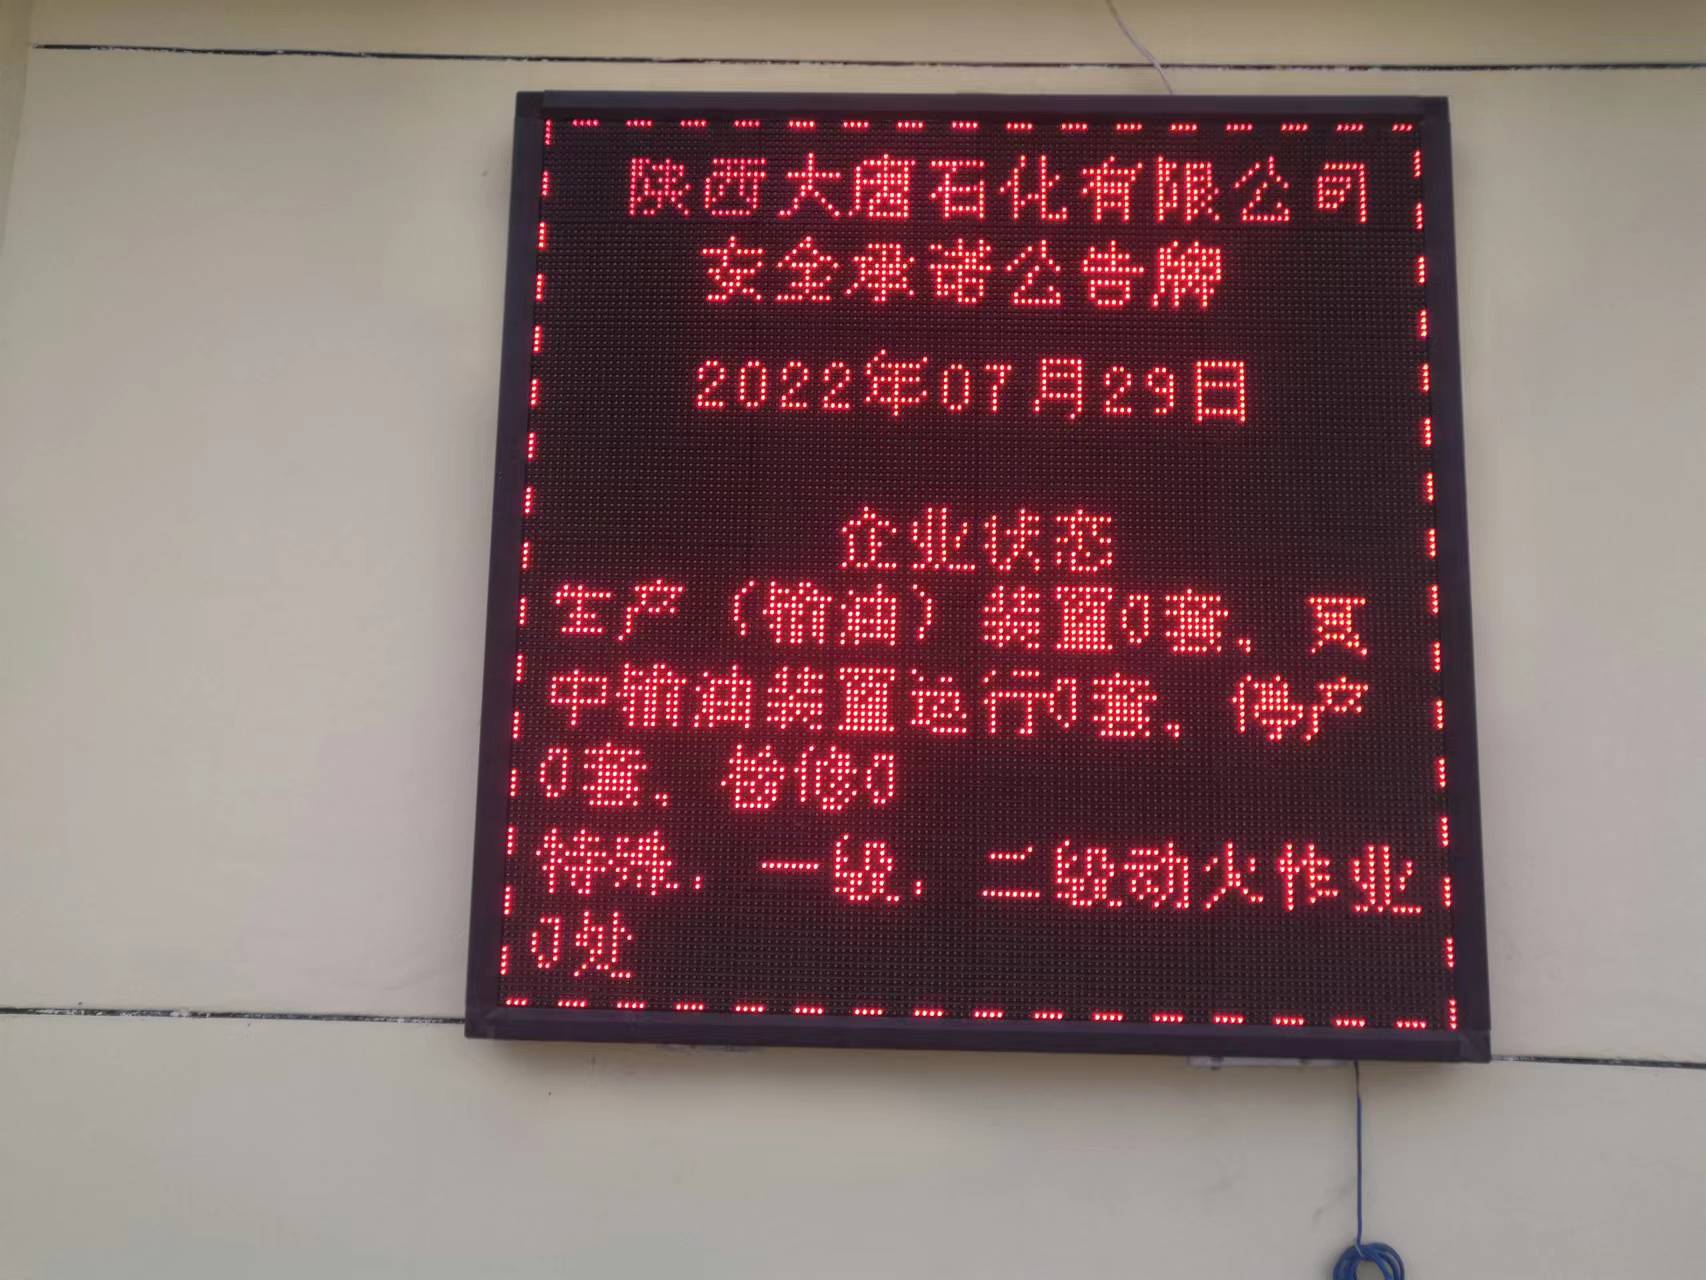 陕西大唐石化有限公司
安全承诺公告牌
2022年07月29日
企业状态
生产（输油）装置0套，其
中输油装置运行0套，停产
0套，检修0
特殊，一级，二级动火作业
0处